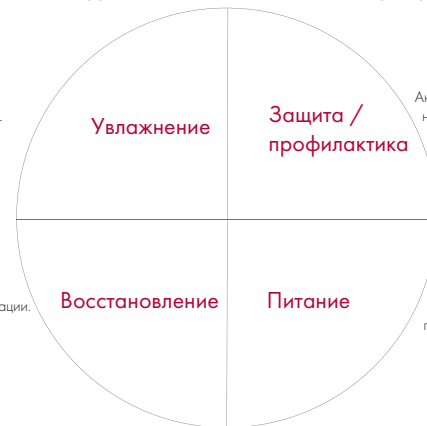 Увлажнение
Защита /
профилактика
Восстановление
Питание